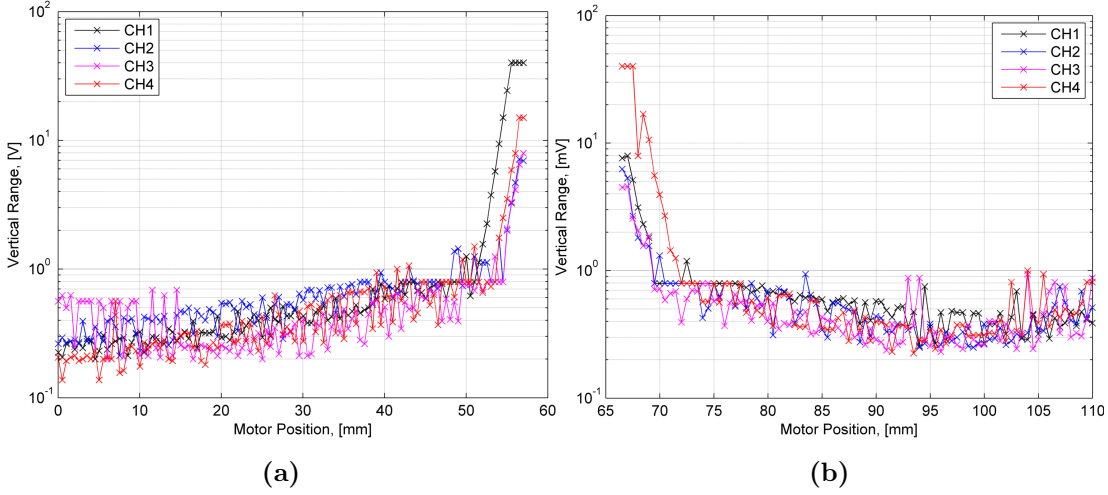 10^2
10^1
10^0
10^-1
Vertical Range, [V]
CH1
CH2
CH3
CH4
0 10 20 30 40 50 60
Motor Position, [mm]
(a)
10^2
10^1
10^0
10^-1
Vertical Range, [mV]
CH1
CH2
CH3
CH4
65 70 75 80 85 90 95 100 105 110
Motor Position, [mm]
(b)